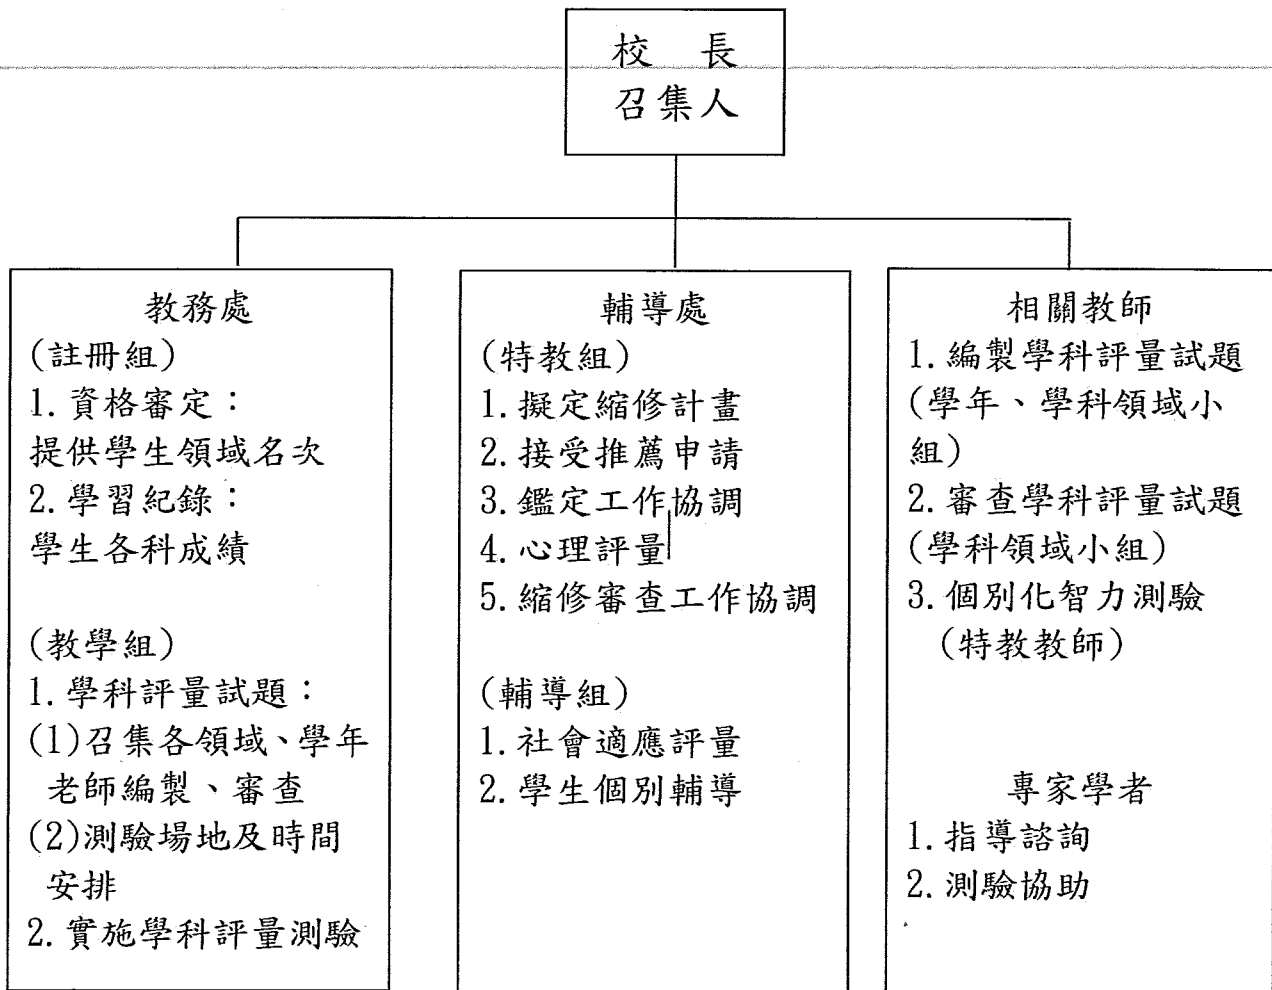 校 長
召集人
教務處
(註冊組)
1.資格審定：
提供學生領域名次
2.學習紀錄：
學生各科成績
(教學組)
1.學科評量試題：
(1)召集各領域、學年
老師編製、審查
(2)測驗場地及時間
安排
2.實施學科評量測驗
輔導處
(特教組)
1.擬定縮修計畫
2.接受推薦申請
3.鑑定工作協調
4.心理評量
5.縮修審查工作協調
(輔導組)
1.社會適應評量
2.學生個別輔導
相關教師
1.編製學科評量試題
(學年、學科領域小
組)
2.審查學科評量試題
(學科領域小組)
3.個別化智力測驗
(特教教師)
專家學者
1.指導諮詢
2.測驗協助